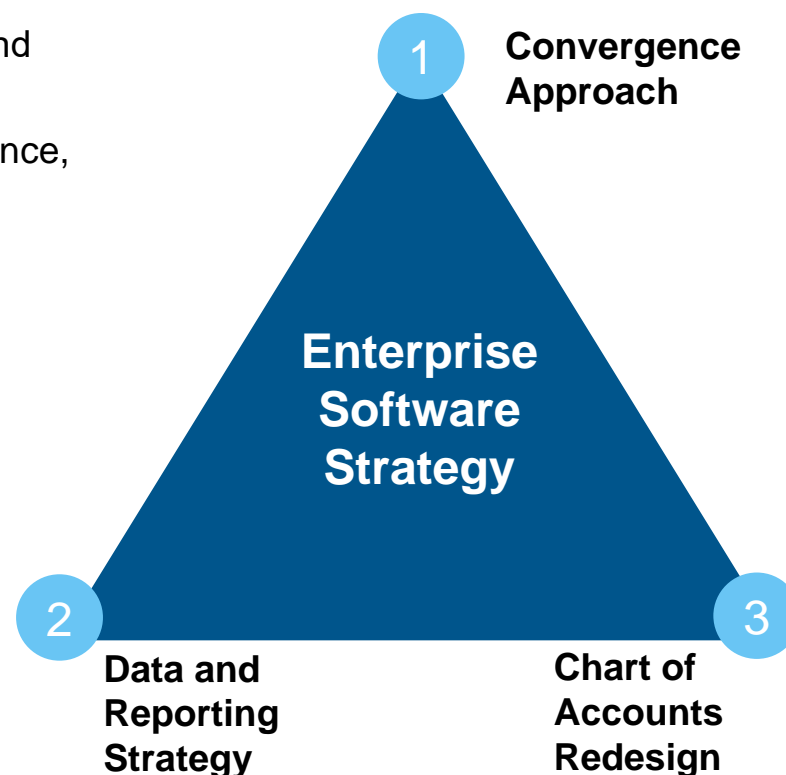 1
Convergence
Approach
Enterprise
Software
Strategy
2
Data and
Reporting
Strategy
3
Chart of
Accounts
Redesign